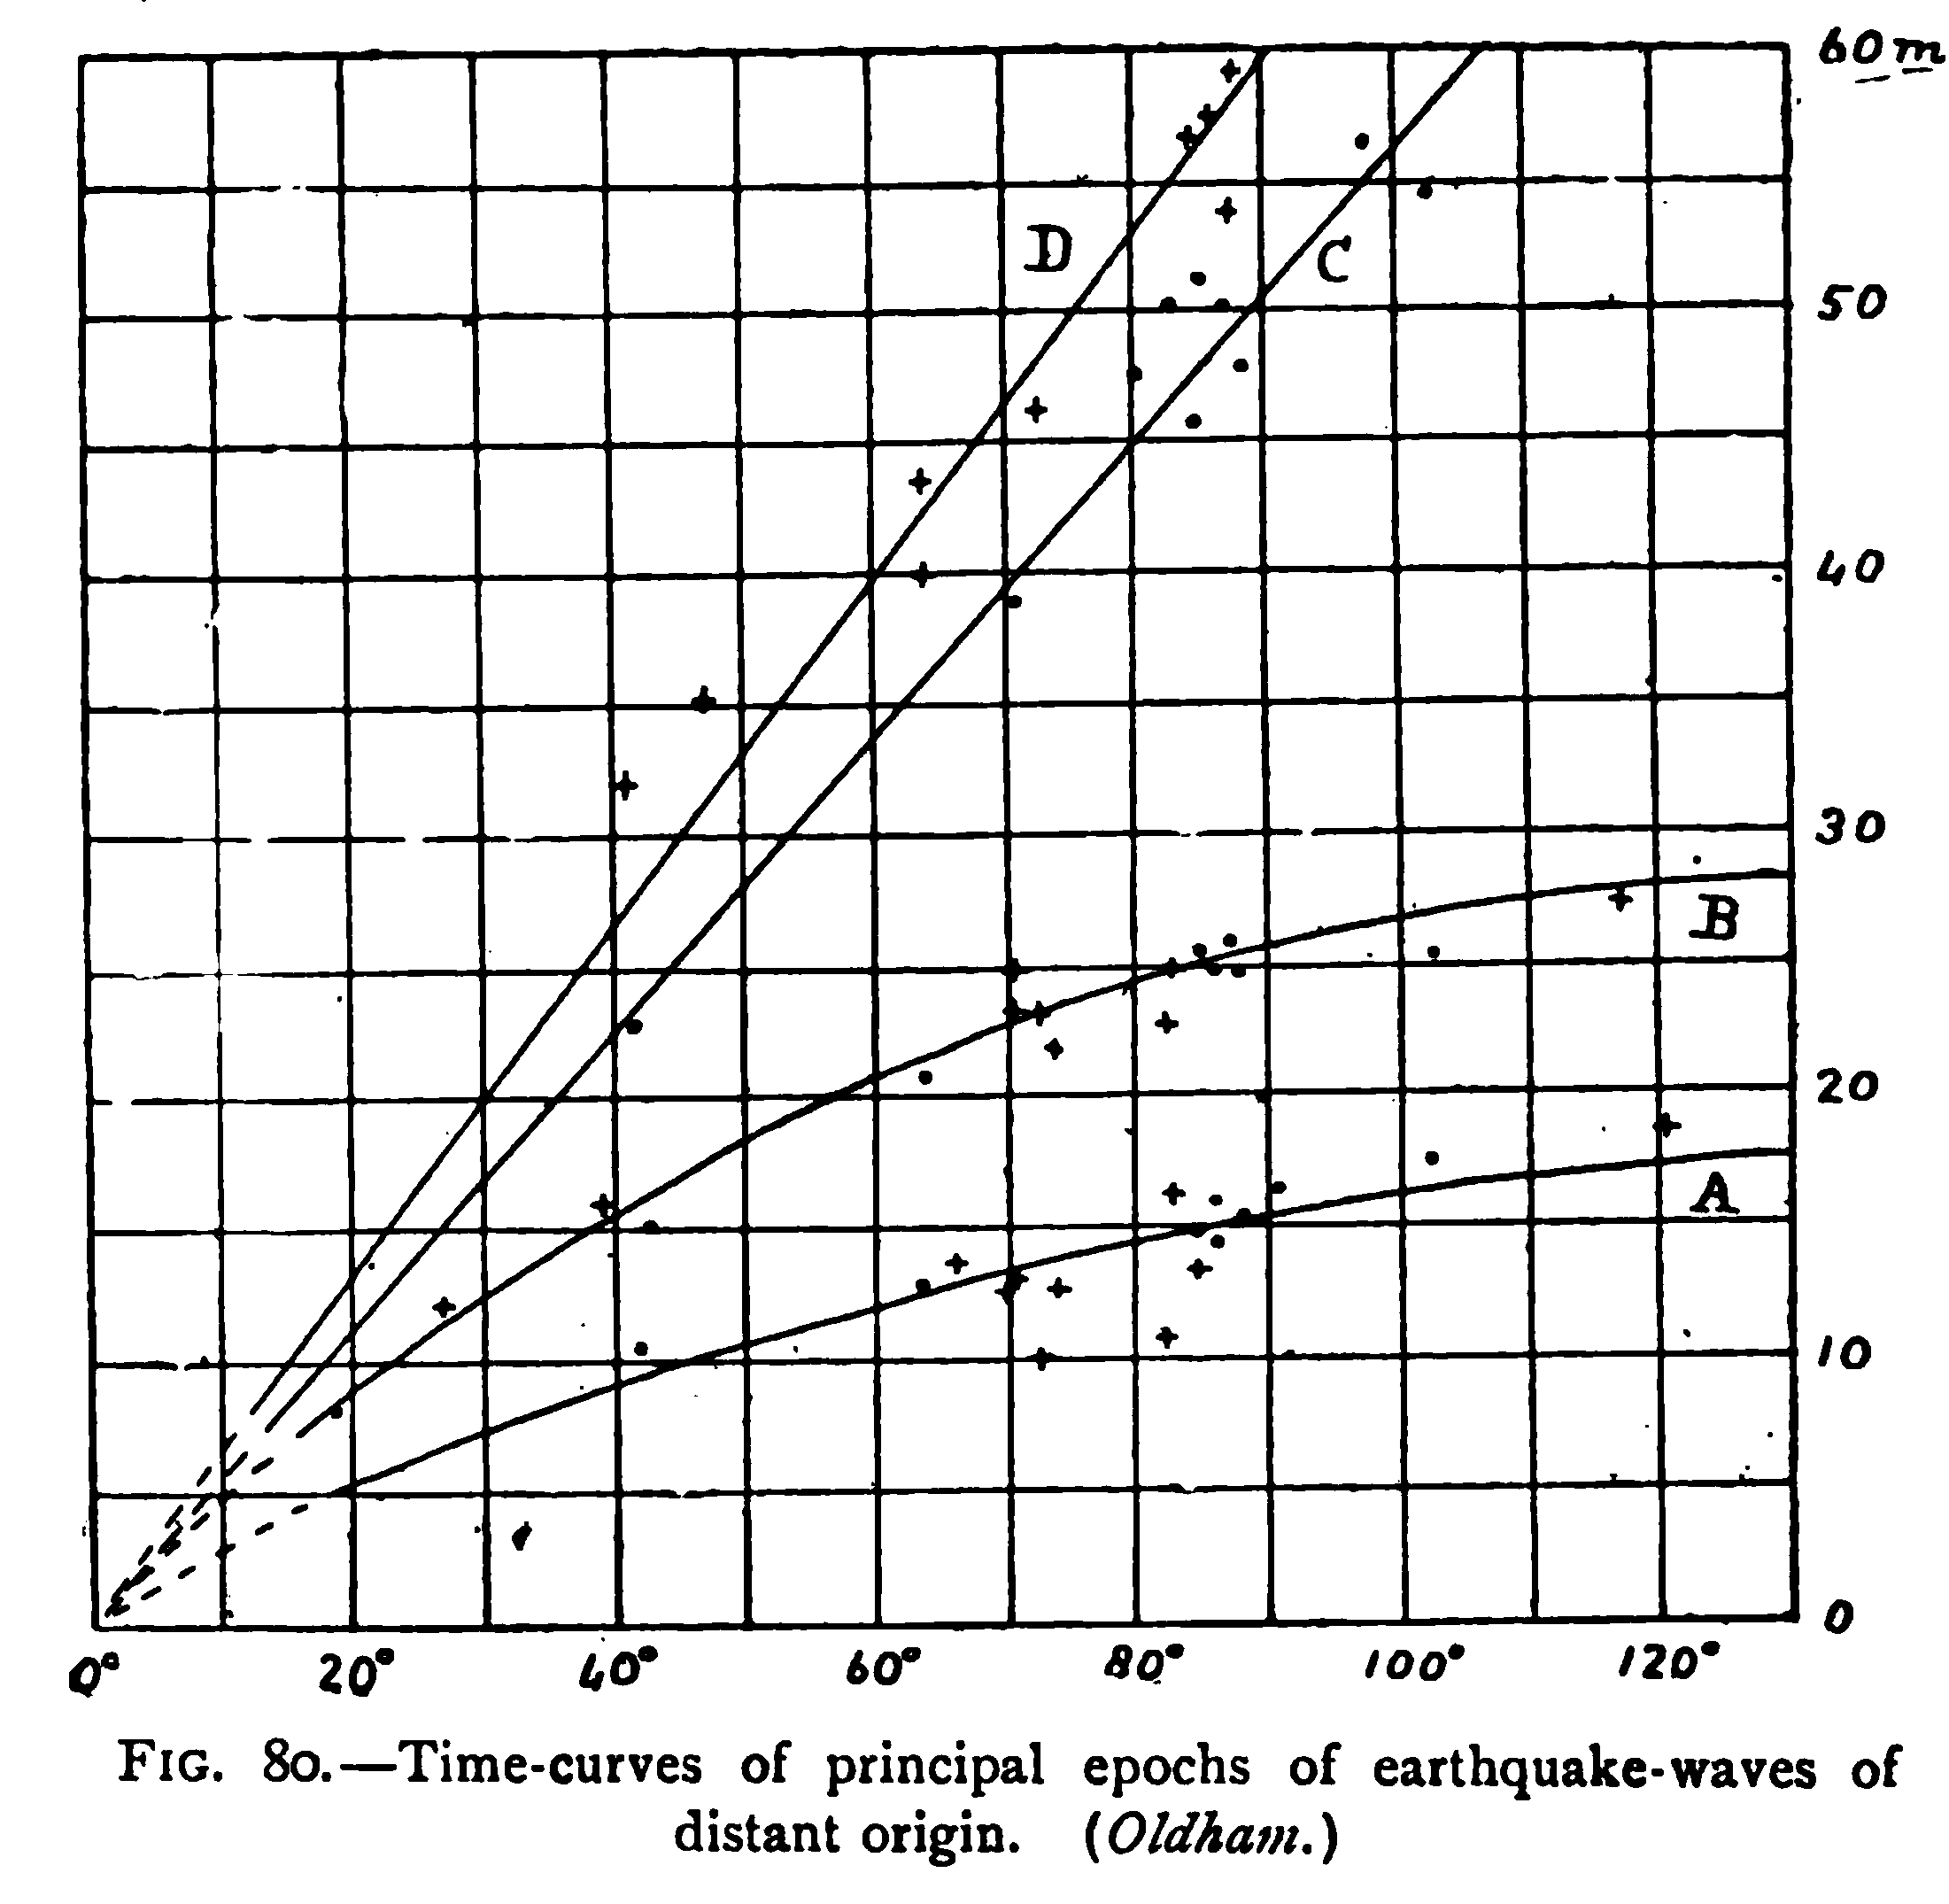 60 m
D
C
50
40
30
B
20
A
10
0
0° 20° 40° 60° 80° 100° 120°
FIG. 80.—Time-curves of principal epochs of earthquake-waves of
distant origin. (Oldham.)